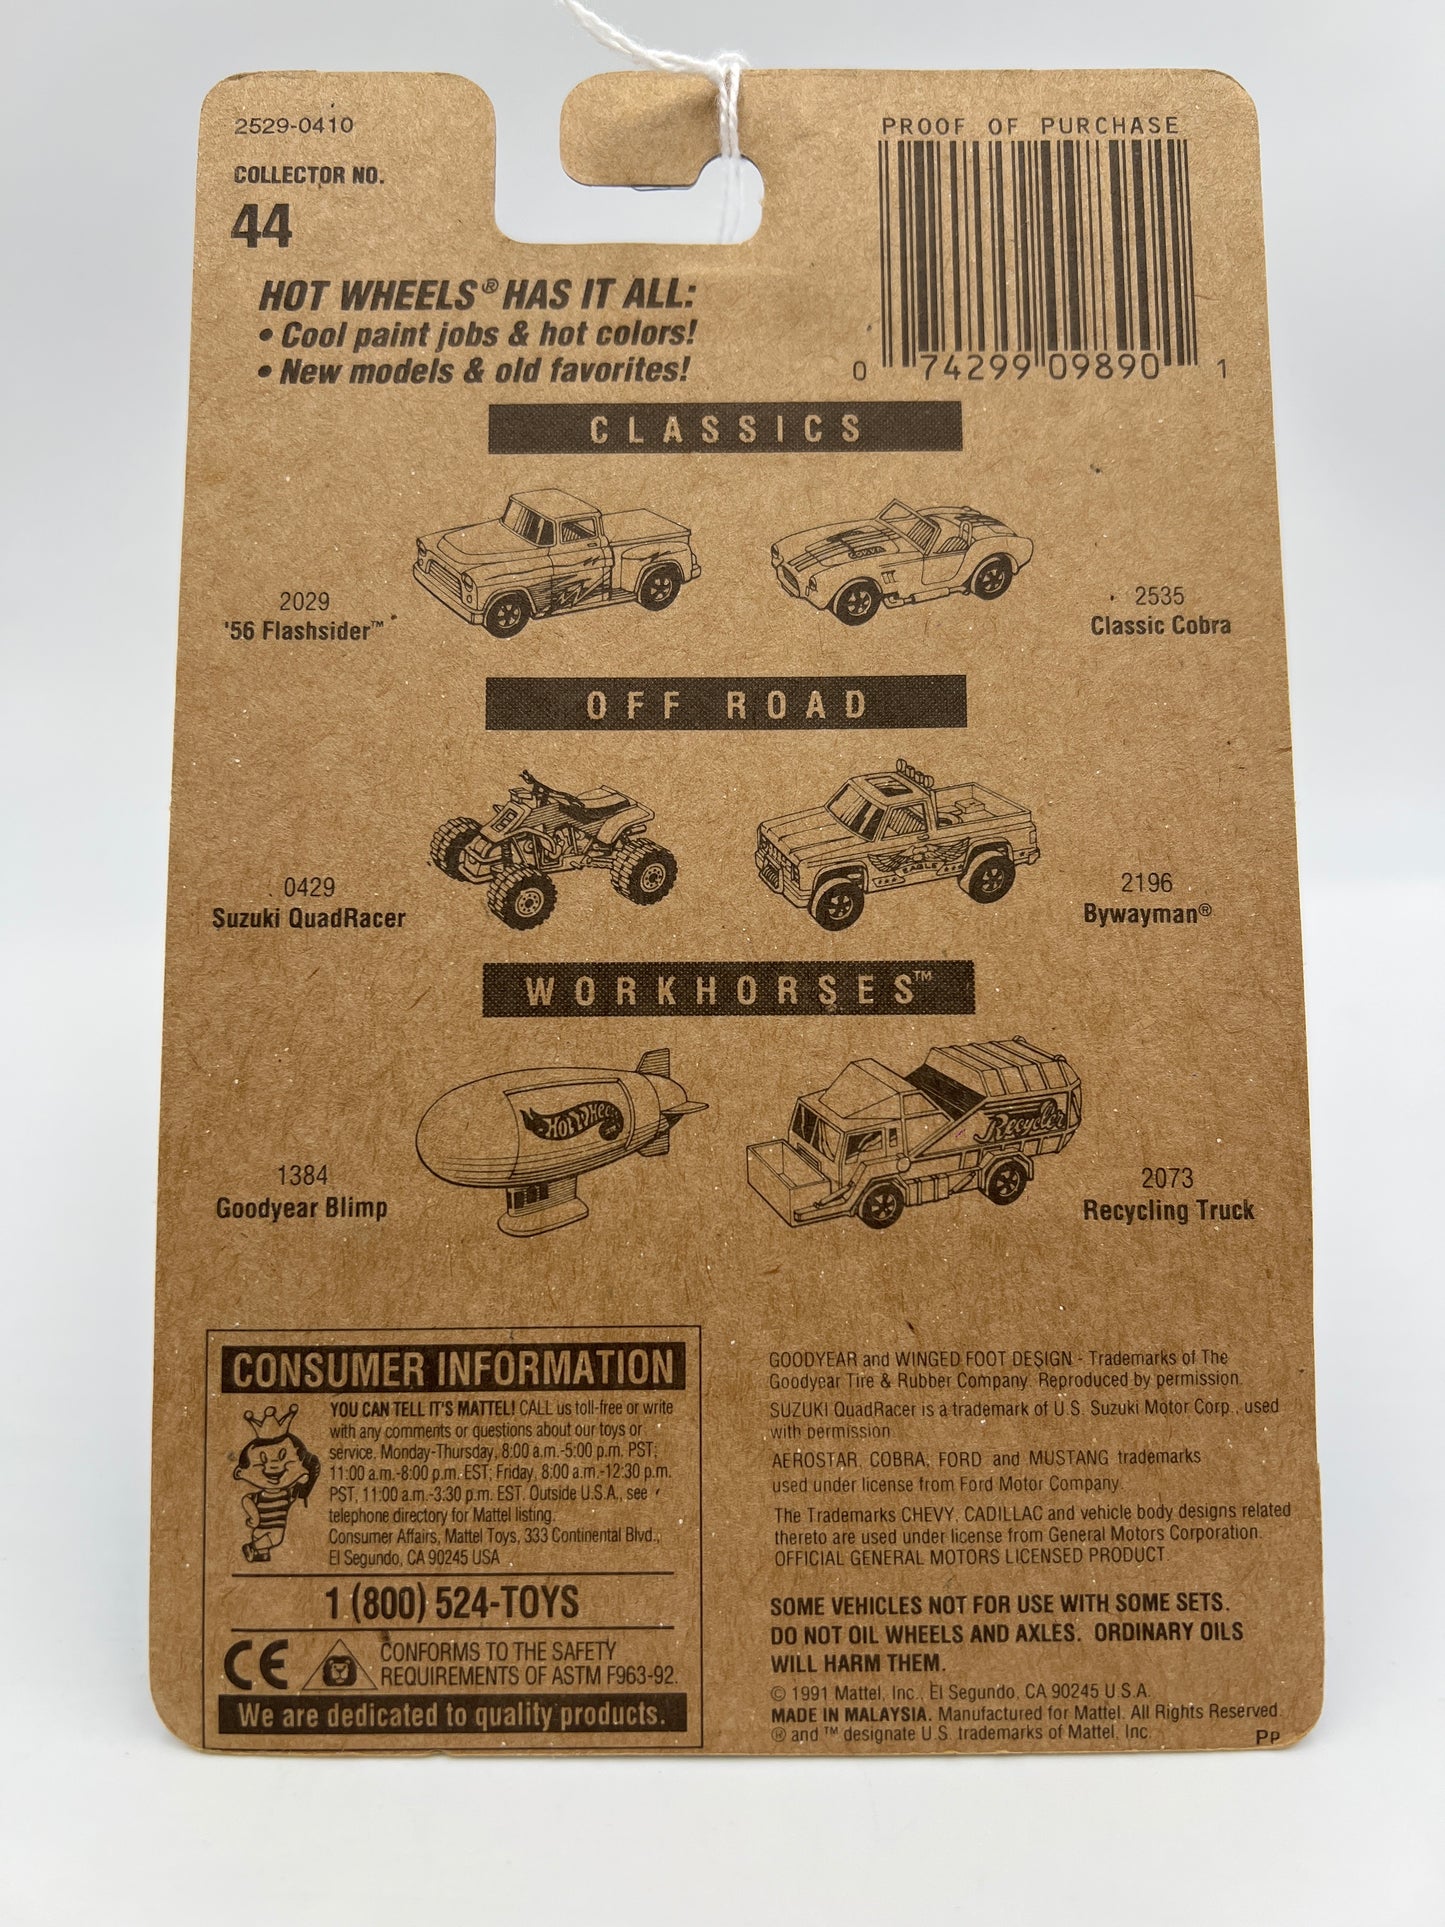 2529-0410
COLLECTOR NO.
44
PROOF OF PURCHASE
0 74299 09890 1
HOT WHEELS® HAS IT ALL:
• Cool paint jobs & hot colors!
• New models & old favorites!
CLASSICS
2029
'56 Flashsider™
2535
Classic Cobra
OFF ROAD
EAGLE
0429
Suzuki QuadRacer
2196
Bywayman®
WORKHORSES™
Hot Wheels
Recycler
1384
Goodyear Blimp
2073
Recycling Truck
CONSUMER INFORMATION
YOU CAN TELL IT'S MATTEL! CALL us toll-free or write
with any comments or questions about our toys or
service. Monday-Thursday, 8:00 a.m.-5:00 p.m. PST;
11:00 a.m.-8:00 p.m. EST; Friday, 8:00 a.m.-12:30 p.m.
PST, 11:00 a.m.-3:30 p.m. EST. Outside U.S.A., see
telephone directory for Mattel listing.
Consumer Affairs, Mattel Toys, 333 Continental Blvd.,
El Segundo, CA 90245 USA
1 (800) 524-TOYS
CE
CONFORMS TO THE SAFETY
REQUIREMENTS OF ASTM F963-92.
We are dedicated to quality products.
GOODYEAR and WINGED FOOT DESIGN - Trademarks of The
Goodyear Tire & Rubber Company. Reproduced by permission.
SUZUKI QuadRacer is a trademark of U.S. Suzuki Motor Corp., used
with permission
AEROSTAR, COBRA, FORD and MUSTANG trademarks
used under license from Ford Motor Company.
The Trademarks CHEVY, CADILLAC and vehicle body designs related
thereto are used under license from General Motors Corporation.
OFFICIAL GENERAL MOTORS LICENSED PRODUCT.
SOME VEHICLES NOT FOR USE WITH SOME SETS.
DO NOT OIL WHEELS AND AXLES. ORDINARY OILS
WILL HARM THEM.
© 1991 Mattel, Inc., El Segundo, CA 90245 U.S.A.
MADE IN MALAYSIA. Manufactured for Mattel. All Rights Reserved.
® and ™ designate U.S. trademarks of Mattel, Inc.
PP